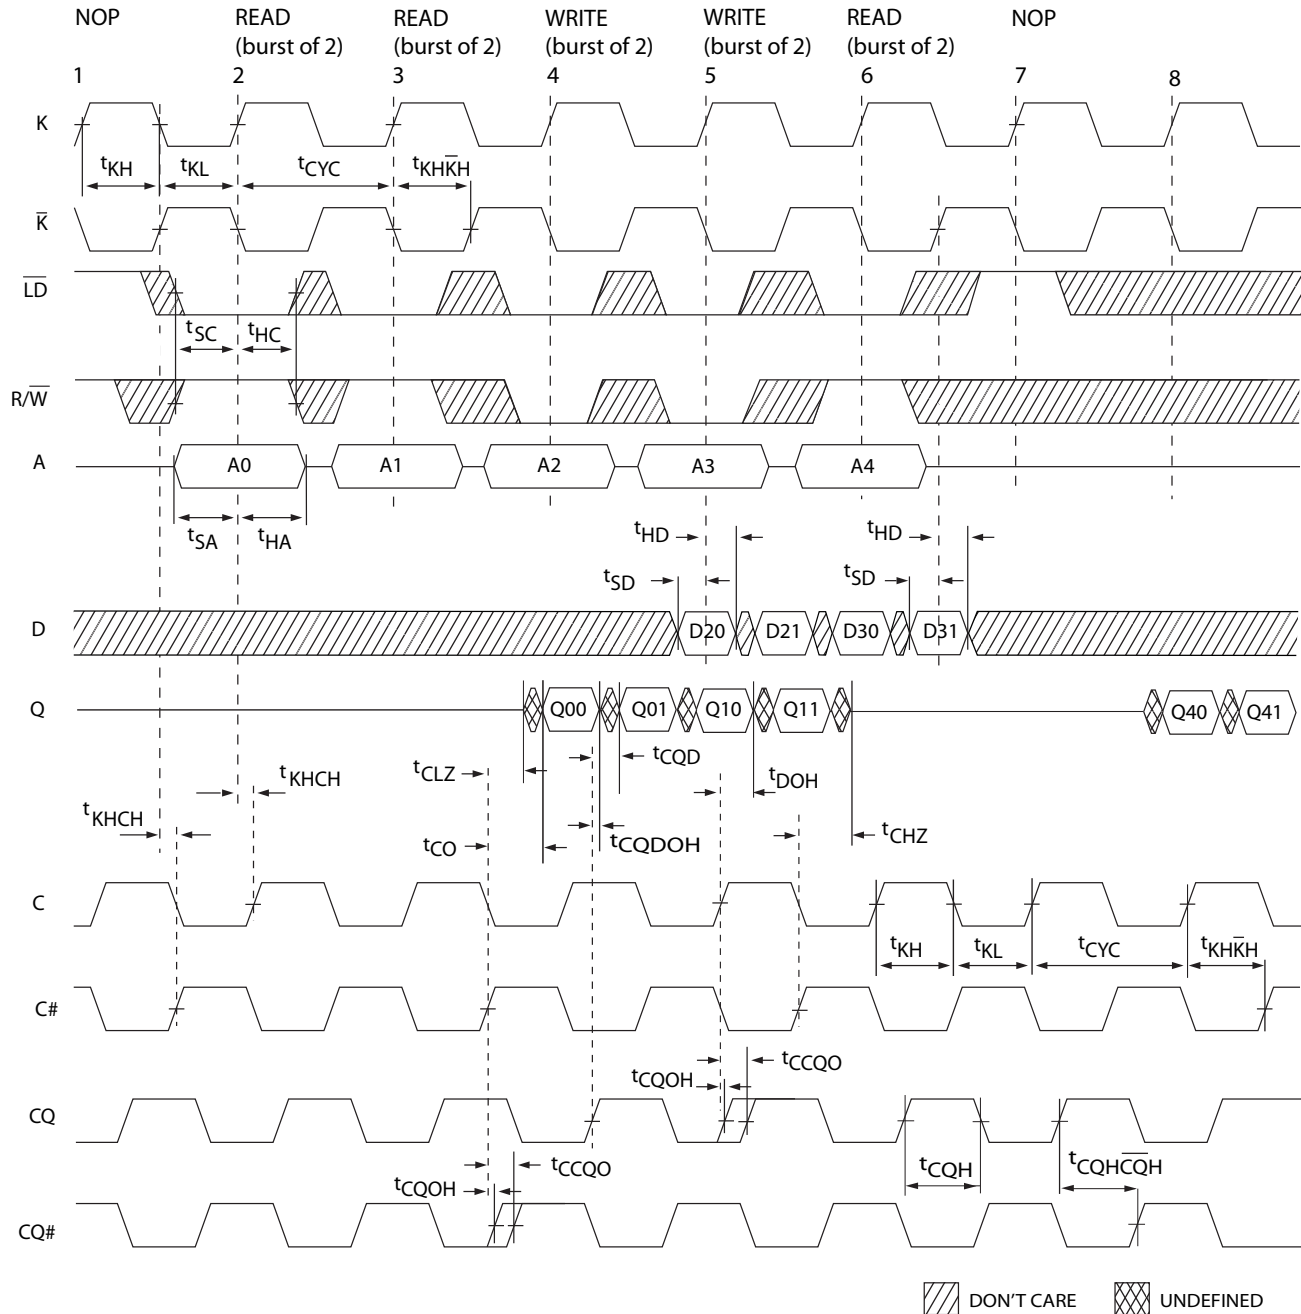 NOP READ READ WRITE WRITE READ NOP
(burst of 2) (burst of 2) (burst of 2) (burst of 2) (burst of 2)
1 2 3 4 5 6 7 8
K
tKH tKL tCYC tKHK̅H
K̅
L̅D̅
tSC tHC
R/W̅
A A0 A1 A2 A3 A4
tSA tHA tHD tHD
tSD tSD
D D20 D21 D30 D31
Q Q00 Q01 Q10 Q11 Q40 Q41
tCLZ tCQD tDOH
tKHCH
tKHCH
tCO tCQDOH tCHZ
C
tKH tKL tCYC tKHK̅H
C#
tCQOH tCCQO
CQ
tCCQO tCQH tCQHC̅Q̅H
tCQOH
CQ#
DON'T CARE UNDEFINED